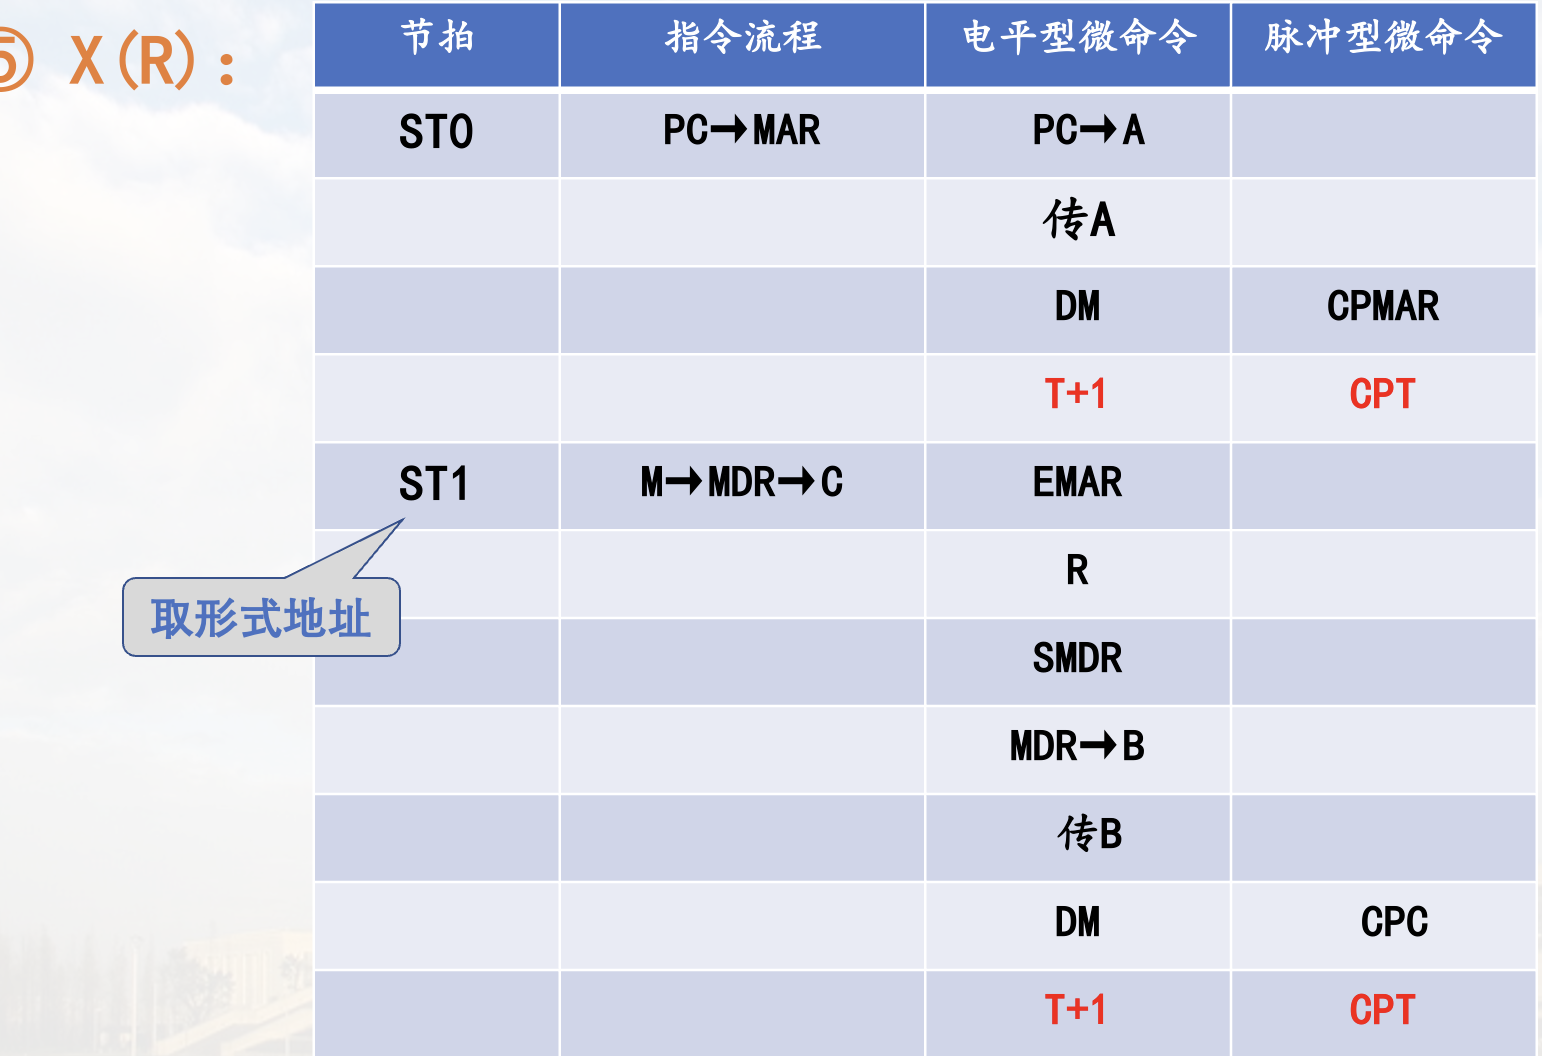 ⑤ X(R):
节拍 指令流程 电平型微命令 脉冲型微命令
ST0 PC→MAR PC→A
传A
DM CPMAR
T+1 CPT
ST1 M→MDR→C EMAR
R
取形式地址
SMDR
MDR→B
传B
DM CPC
T+1 CPT